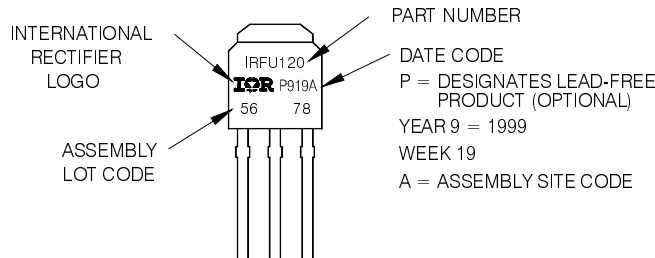 INTERNATIONAL
RECTIFIER
LOGO
ASSEMBLY
LOT CODE
IRFU120
IOR P919A
56 78
PART NUMBER
DATE CODE
P = DESIGNATES LEAD-FREE
PRODUCT (OPTIONAL)
YEAR 9 = 1999
WEEK 19
A = ASSEMBLY SITE CODE